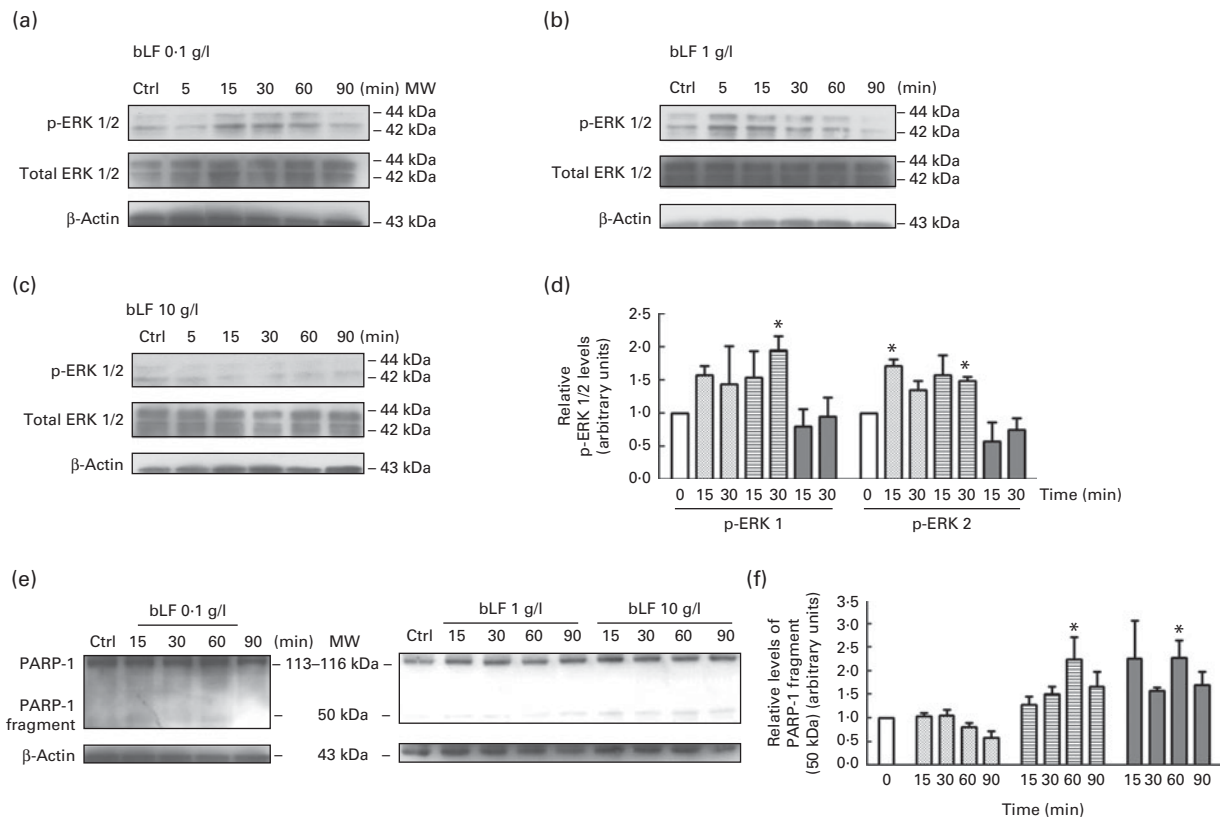 (a)
bLF 0·1 g/l
Ctrl 5 15 30 60 90 (min) MW
p-ERK 1/2
– 44 kDa
– 42 kDa
Total ERK 1/2
– 44 kDa
– 42 kDa
β-Actin
– 43 kDa
(b)
bLF 1 g/l
Ctrl 5 15 30 60 90 (min)
p-ERK 1/2
– 44 kDa
– 42 kDa
Total ERK 1/2
– 44 kDa
– 42 kDa
β-Actin
– 43 kDa
(c)
bLF 10 g/l
Ctrl 5 15 30 60 90 (min)
p-ERK 1/2
– 44 kDa
– 42 kDa
Total ERK 1/2
– 44 kDa
– 42 kDa
β-Actin
– 43 kDa
(d)
Relative
p-ERK 1/2 levels
(arbitrary units)
2·5
2·0
1·5
1·0
0·5
0·0
*
* *
0 15 30 15 30 15 30 0 15 30 15 30 15 30 Time (min)
p-ERK 1 p-ERK 2
(e)
bLF 0·1 g/l
Ctrl 15 30 60 90 (min) MW
bLF 1 g/l bLF 10 g/l
Ctrl 15 30 60 90 15 30 60 90
PARP-1
– 113–116 kDa –
PARP-1
fragment
– 50 kDa –
β-Actin
– 43 kDa –
(f)
Relative levels of
PARP-1 fragment
(50 kDa) (arbitrary units)
3·5
3·0
2·5
2·0
1·5
1·0
0·5
0·0
* *
0 15 30 60 90 15 30 60 90 15 30 60 90
Time (min)